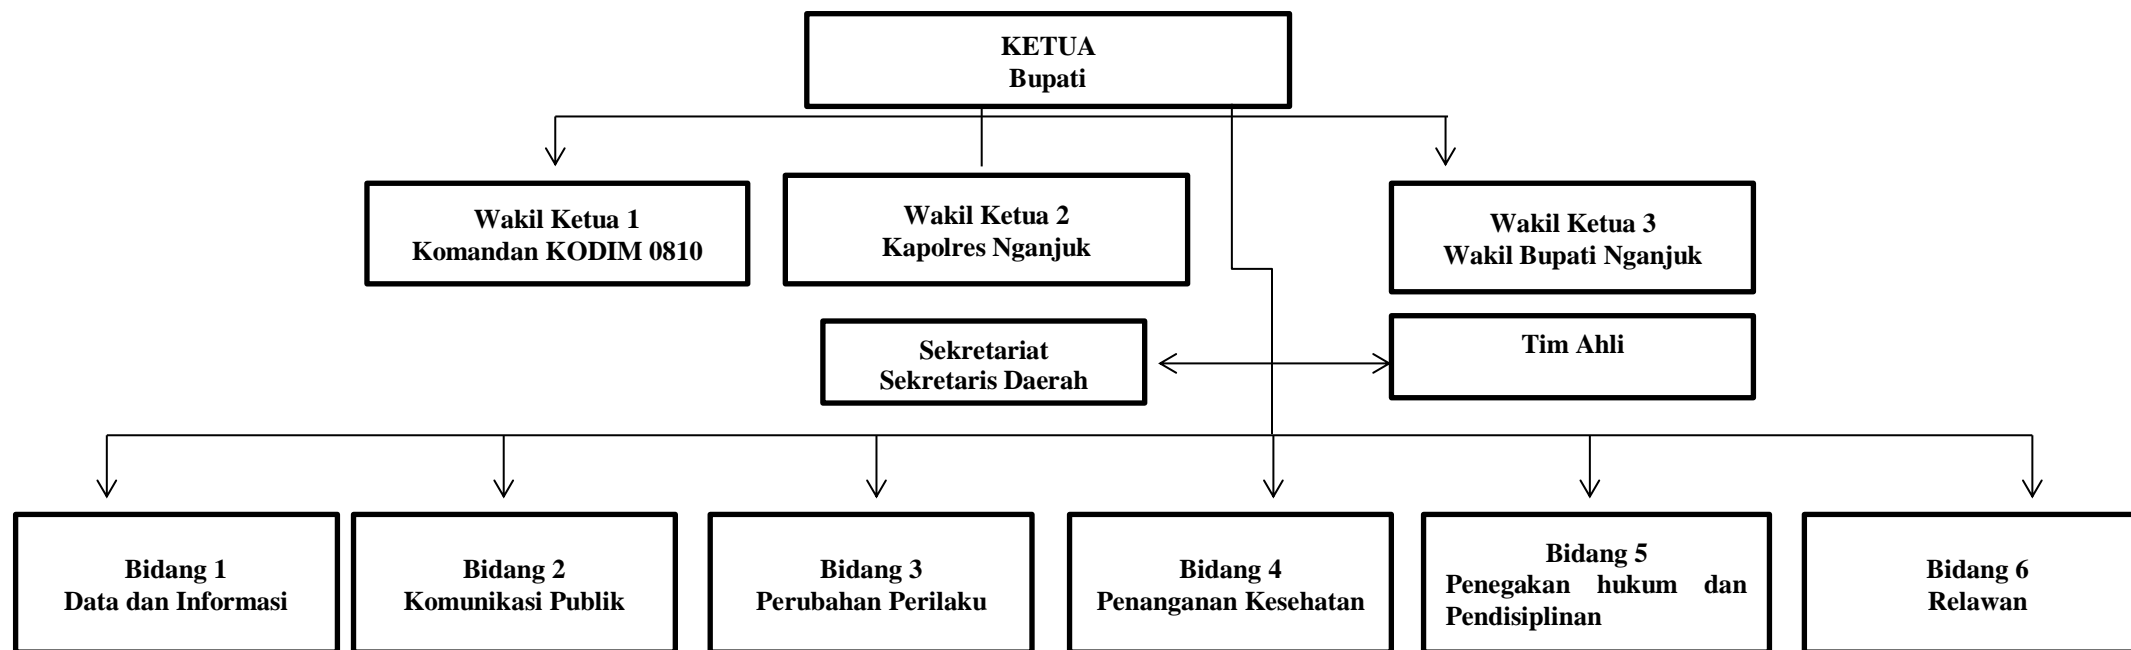 KETUA
Bupati
Wakil Ketua 1
Komandan KODIM 0810
Wakil Ketua 2
Kapolres Nganjuk
Wakil Ketua 3
Wakil Bupati Nganjuk
Sekretariat
Sekretaris Daerah
Tim Ahli
Bidang 1
Data dan Informasi
Bidang 2
Komunikasi Publik
Bidang 3
Perubahan Perilaku
Bidang 4
Penanganan Kesehatan
Bidang 5
Penegakan hukum dan
Pendisiplinan
Bidang 6
Relawan